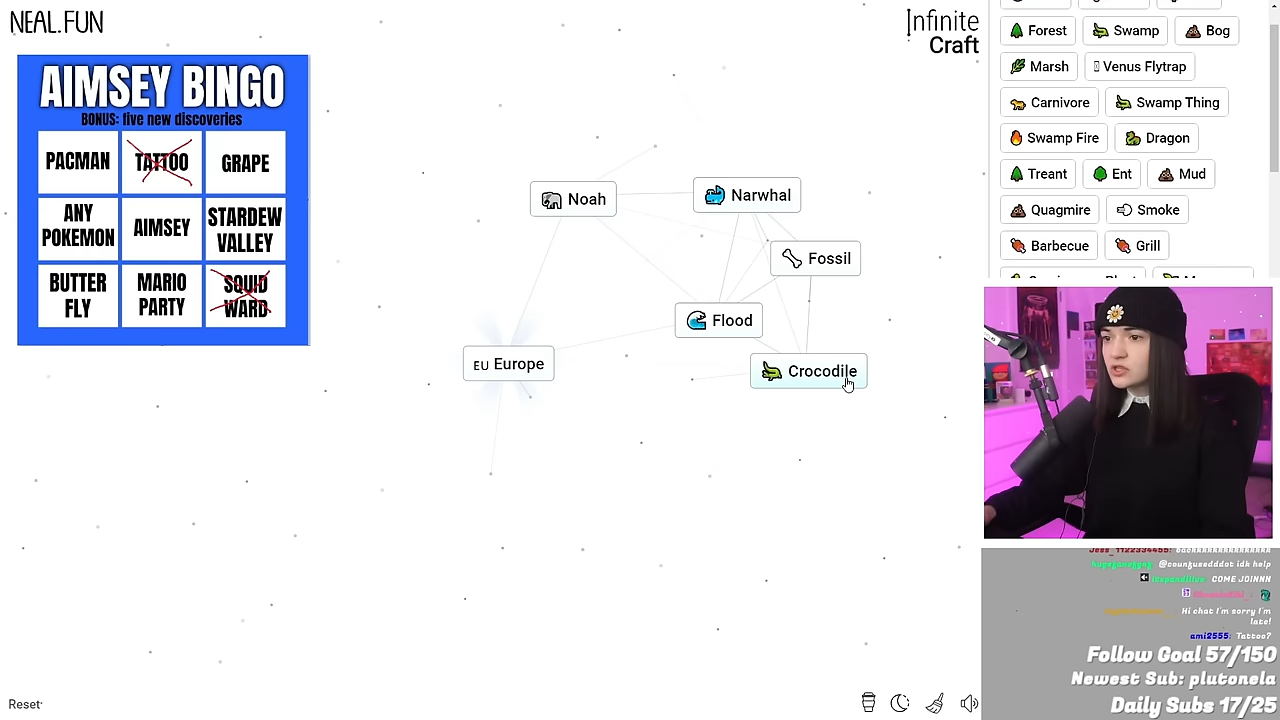 NEAL.FUN
Infinite
Craft
AIMSEY BINGO
BONUS: five new discoveries
PACMAN
TATTOO
GRAPE
ANY
POKEMON
AIMSEY
STARDEW
VALLEY
BUTTER
FLY
MARIO
PARTY
SQUID
WARD
Noah
Narwhal
Fossil
Flood
EU Europe
Crocodile
Forest
Swamp
Bog
Marsh
Venus Flytrap
Carnivore
Swamp Thing
Swamp Fire
Dragon
Treant
Ent
Mud
Quagmire
Smoke
Barbecue
Grill
COME JOINNN
Hi chat I'm sorry I'm
late!
ami2555: Tattoo?
Follow Goal 57/150
Newest Sub: plutonela
Daily Subs 17/25
Reset